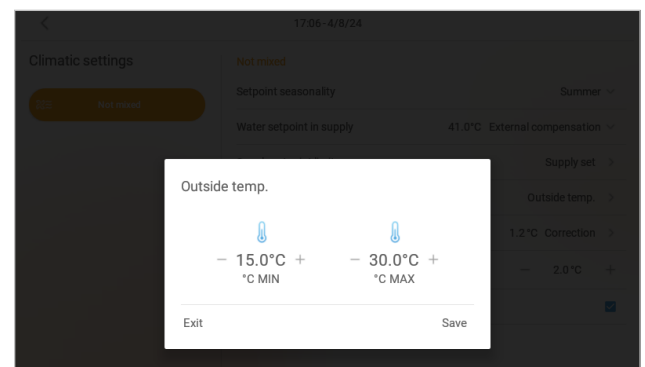 17:06-4/8/24
Climatic settings
Not mixed
Not mixed
Setpoint seasonality Summer
Water setpoint in supply 41.0°C External compensation
Supply set
Outside temp.
1.2°C Correction
− 2.0°C +
Outside temp.
− 15.0°C + − 30.0°C +
°C MIN °C MAX
Exit Save